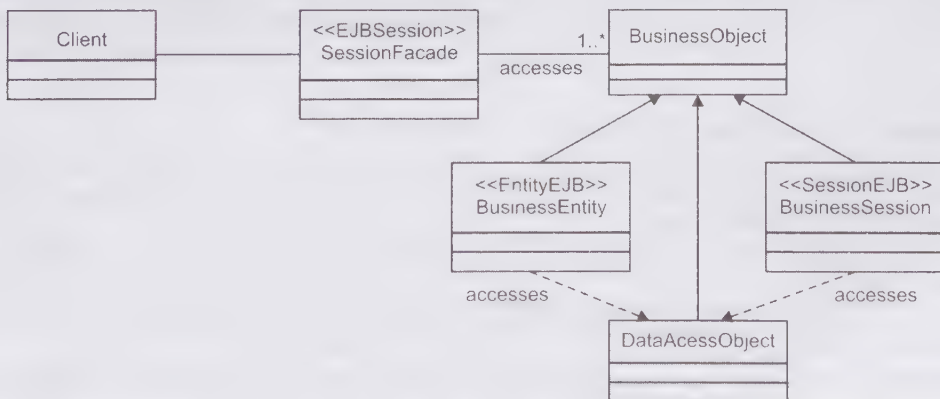 Client
<<EJBSession>>
SessionFacade
1..*
accesses
BusinessObject
<<EntityEJB>>
BusinessEntity
<<SessionEJB>>
BusinessSession
accesses
accesses
DataAcessObject